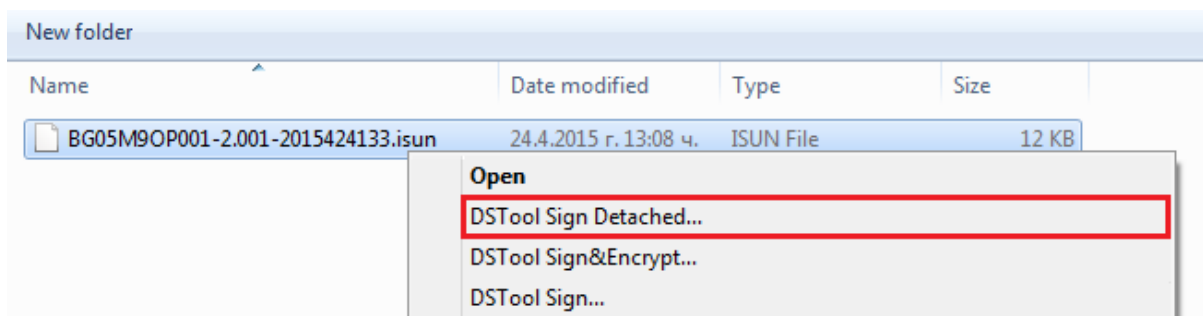 New folder
Name Date modified Type Size
BG05M9OP001-2.001-2015424133.isun 24.4.2015 г. 13:08 ч. ISUN File 12 KB
Open
DSTool Sign Detached...
DSTool Sign&Encrypt...
DSTool Sign...